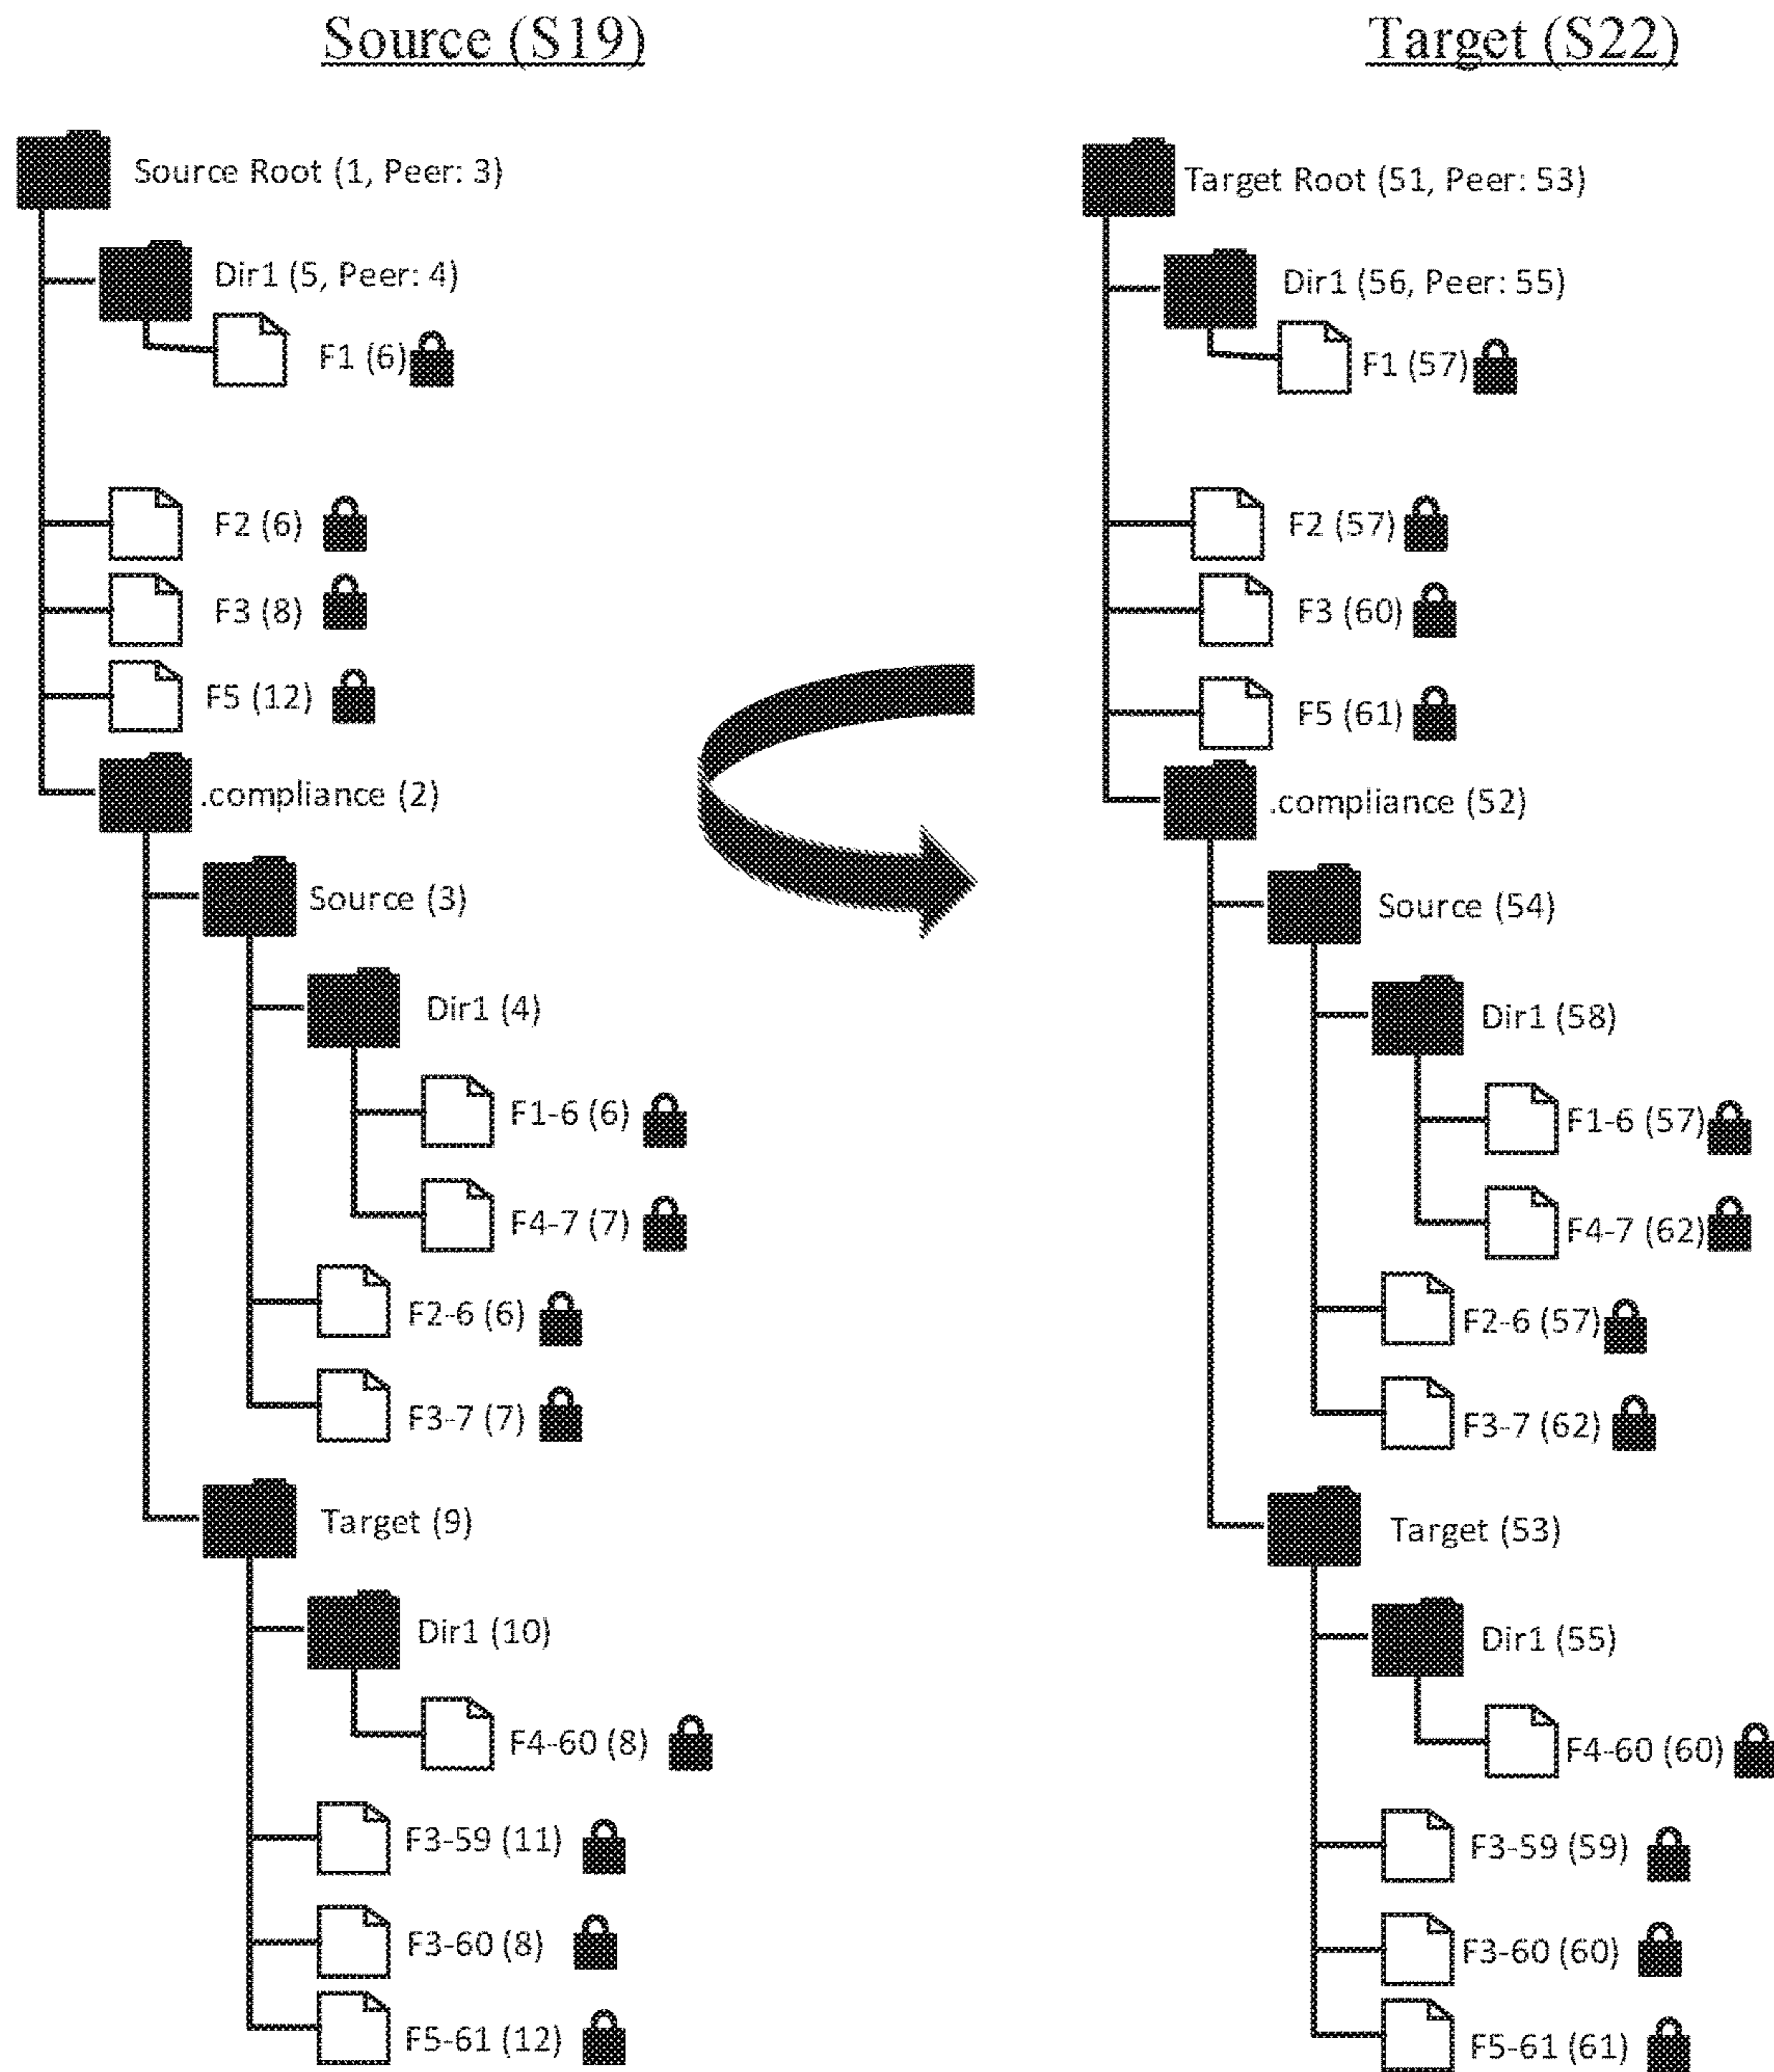 Source (S19)
Source Root (1, Peer: 3)
Dir1 (5, Peer: 4)
F1 (6)
F2 (6)
F3 (8)
F5 (12)
.compliance (2)
Source (3)
Dir1 (4)
F1-6 (6)
F4-7 (7)
F2-6 (6)
F3-7 (7)
Target (9)
Dir1 (10)
F4-60 (8)
F3-59 (11)
F3-60 (8)
F5-61 (12)
Target (S22)
Target Root (51, Peer: 53)
Dir1 (56, Peer: 55)
F1 (57)
F2 (57)
F3 (60)
F5 (61)
.compliance (52)
Source (54)
Dir1 (58)
F1-6 (57)
F4-7 (62)
F2-6 (57)
F3-7 (62)
Target (53)
Dir1 (55)
F4-60 (60)
F3-59 (59)
F3-60 (60)
F5-61 (61)